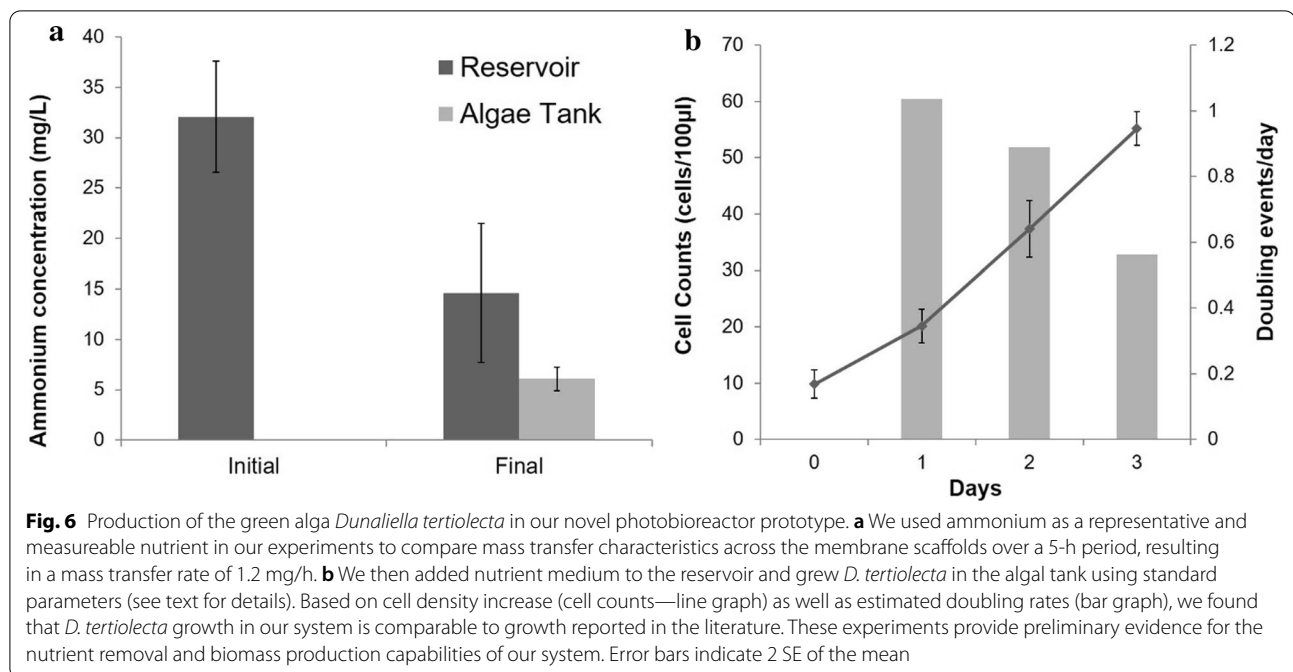 a
40
35
30
25
20
15
10
5
0
Ammonium concentration (mg/L)
Reservoir
Algae Tank
Initial
Final
b
70
60
50
40
30
20
10
0
Cell Counts (cells/100µl)
1.2
1
0.8
0.6
0.4
0.2
0
Doubling events/day
0
1
2
3
Days
Fig. 6 Production of the green alga Dunaliella tertiolecta in our novel photobioreactor prototype. a We used ammonium as a representative and
measureable nutrient in our experiments to compare mass transfer characteristics across the membrane scaffolds over a 5-h period, resulting
in a mass transfer rate of 1.2 mg/h. b We then added nutrient medium to the reservoir and grew D. tertiolecta in the algal tank using standard
parameters (see text for details). Based on cell density increase (cell counts—line graph) as well as estimated doubling rates (bar graph), we found
that D. tertiolecta growth in our system is comparable to growth reported in the literature. These experiments provide preliminary evidence for the
nutrient removal and biomass production capabilities of our system. Error bars indicate 2 SE of the mean